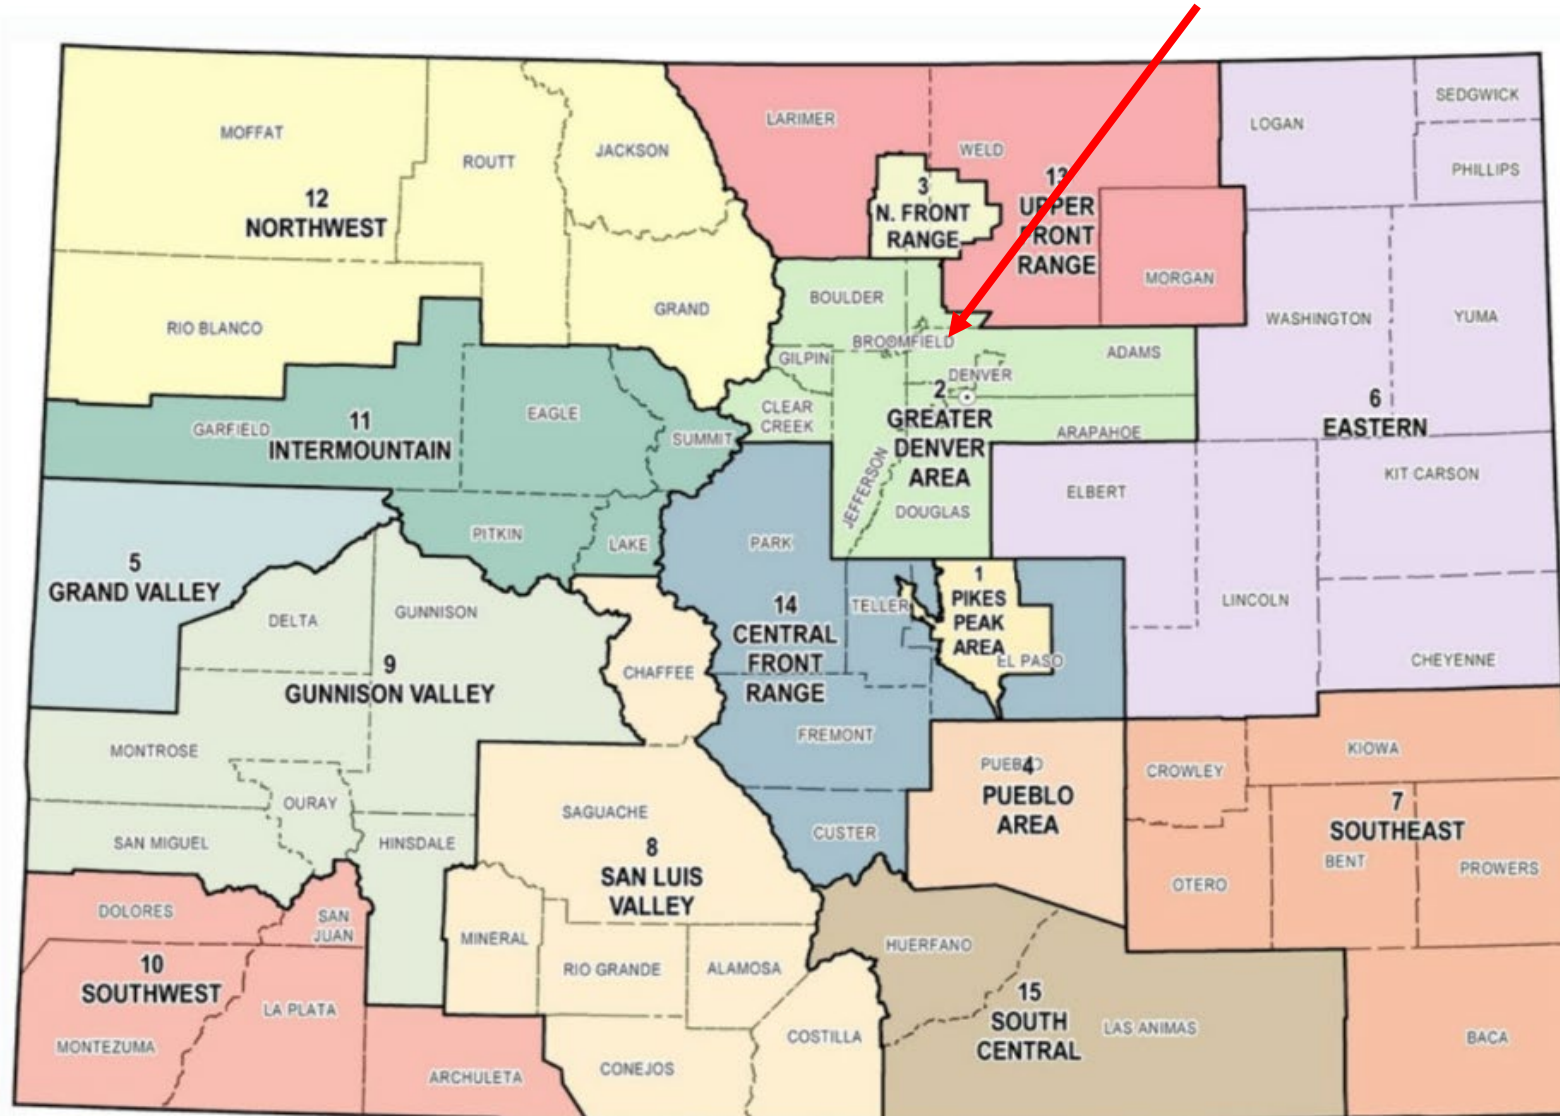 SEDGWICK
LARIMER
LOGAN
MOFFAT
JACKSON
WELD
ROUTT
PHILLIPS
13
3
12
UPPER
N. FRONT
NORTHWEST
FRONT
RANGE
RANGE
MORGAN
BOULDER
GRAND
WASHINGTON
YUMA
RIO BLANCO
BROOMFIELD
ADAMS
GILPIN
DENVER
2
6
CLEAR
CREEK
EAGLE
GREATER
11
GARFIELD
EASTERN
SUMMIT
ARAPAHOE
INTERMOUNTAIN
DENVER
AREA
JEFFERSON
KIT CARSON
ELBERT
DOUGLAS
PITKIN
PARK
LAKE
5
1
GRAND VALLEY
PIKES
PEAK
AREA
14
TELLER
LINCOLN
GUNNISON
DELTA
CENTRAL
FRONT
RANGE
EL PASO
CHEYENNE
9
CHAFFEE
GUNNISON VALLEY
FREMONT
MONTROSE
KIOWA
PUEBLO
4
CROWLEY
PUEBLO
AREA
OURAY
7
SAGUACHE
SOUTHEAST
CUSTER
SAN MIGUEL
HINSDALE
8
BENT
PROWERS
SAN LUIS
VALLEY
OTERO
DOLORES
SAN
JUAN
MINERAL
HUERFANO
10
RIO GRANDE
ALAMOSA
SOUTHWEST
15
LA PLATA
SOUTH
CENTRAL
LAS ANIMAS
COSTILLA
BACA
MONTEZUMA
CONEJOS
ARCHULETA